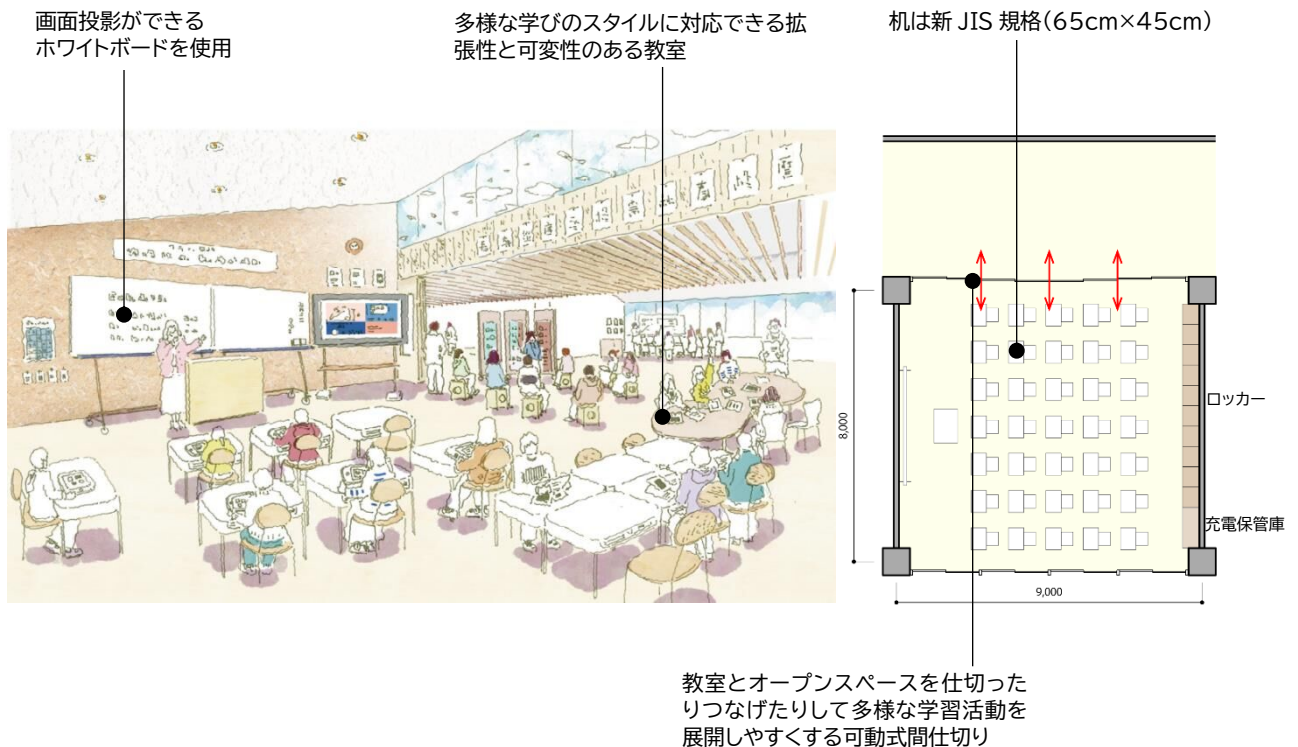 画面投影ができる
ホワイトボードを使用
多様な学びのスタイルに対応できる拡
張性と可変性のある教室
机は新 JIS 規格(65cm×45cm)
ロッカー
8,000
充電保管庫
9,000
教室とオープンスペースを仕切った
りつなげたりして多様な学習活動を
展開しやすくする可動式間仕切り